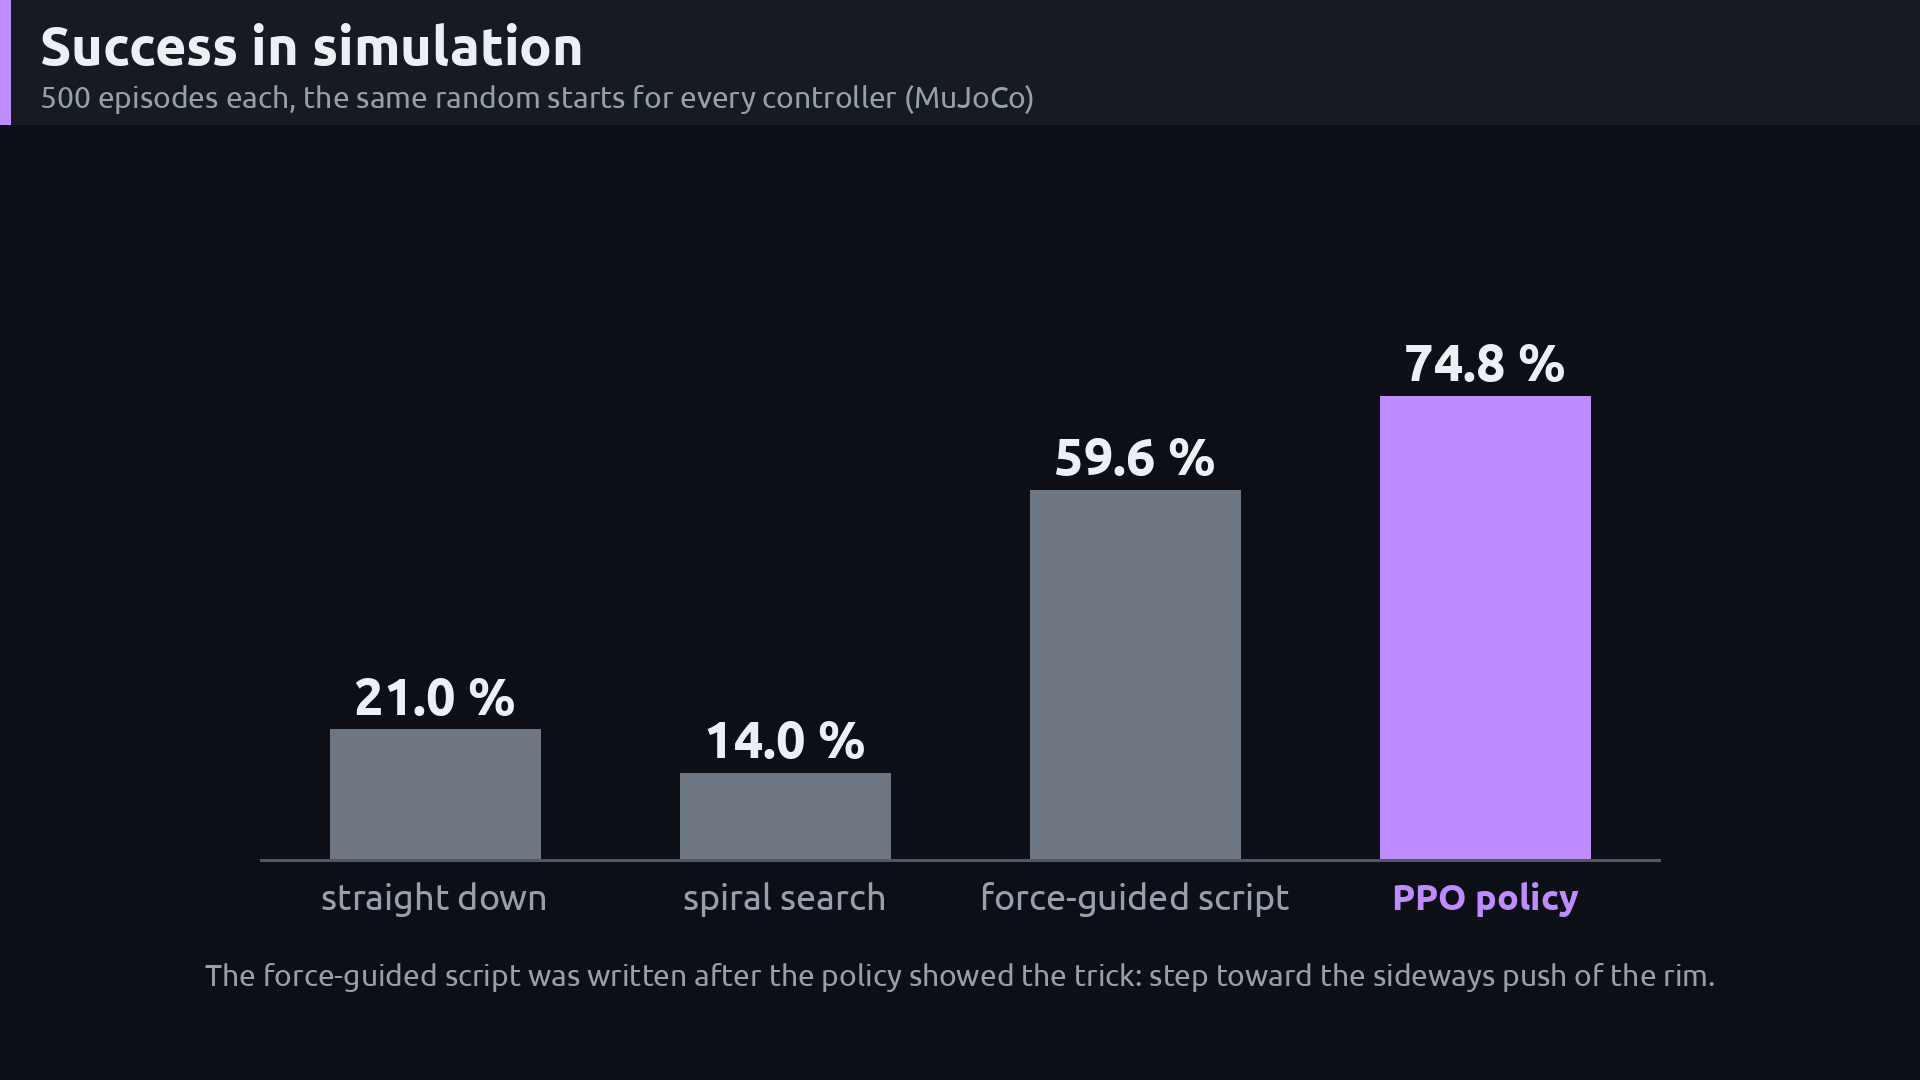 Success in simulation
500 episodes each, the same random starts for every controller (MuJoCo)
74.8 %
59.6 %
21.0 %
14.0 %
straight down
spiral search
force-guided script
PPO policy
The force-guided script was written after the policy showed the trick: step toward the sideways push of the rim.